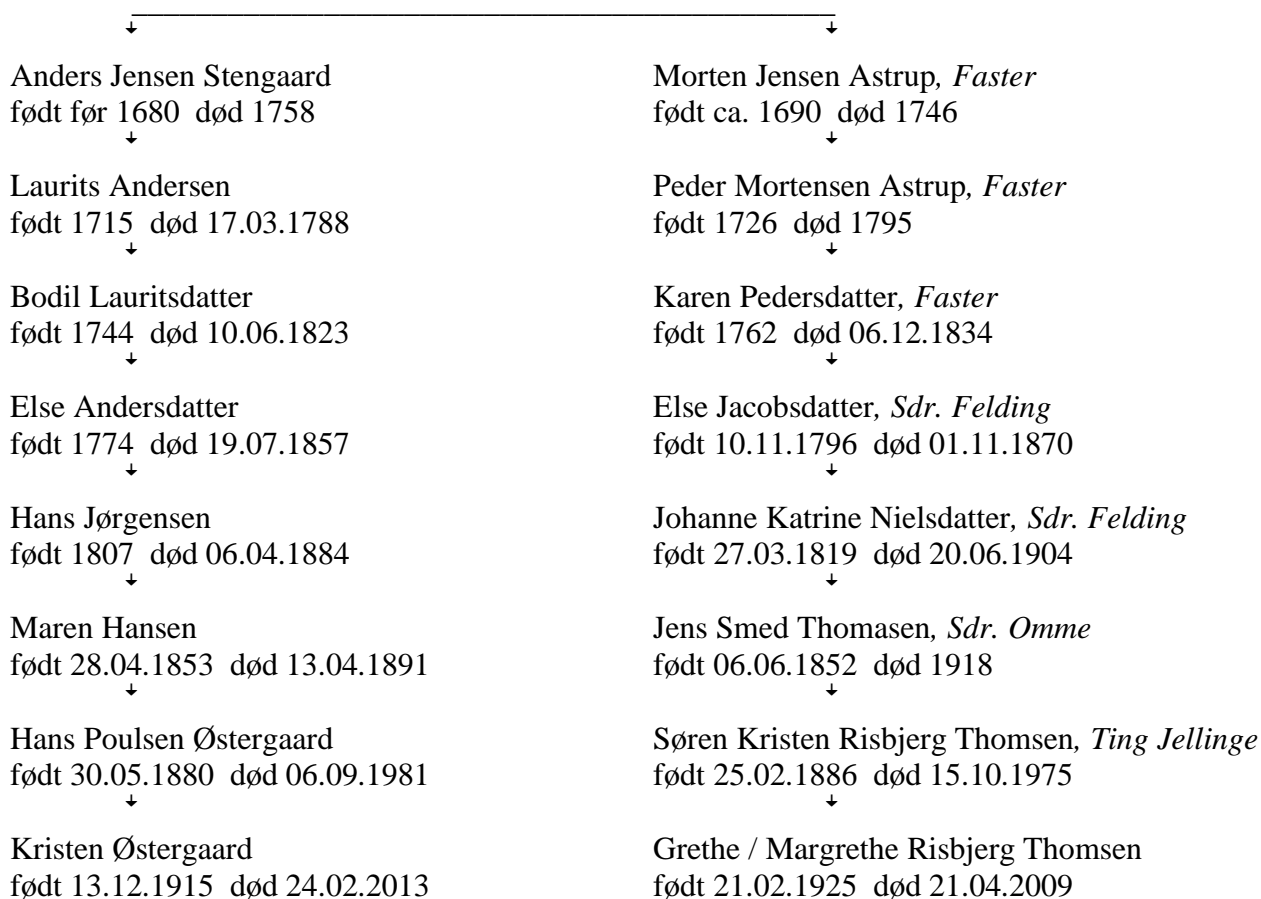 Anders Jensen Stengaard
født før 1680 død 1758
Laurits Andersen
født 1715 død 17.03.1788
Bodil Lauritsdatter
født 1744 død 10.06.1823
Else Andersdatter
født 1774 død 19.07.1857
Hans Jørgensen
født 1807 død 06.04.1884
Maren Hansen
født 28.04.1853 død 13.04.1891
Hans Poulsen Østergaard
født 30.05.1880 død 06.09.1981
Kristen Østergaard
født 13.12.1915 død 24.02.2013
Morten Jensen Astrup, Faster
født ca. 1690 død 1746
Peder Mortensen Astrup, Faster
født 1726 død 1795
Karen Pedersdatter, Faster
født 1762 død 06.12.1834
Else Jacobsdatter, Sdr. Felding
født 10.11.1796 død 01.11.1870
Johanne Katrine Nielsdatter, Sdr. Felding
født 27.03.1819 død 20.06.1904
Jens Smed Thomasen, Sdr. Omme
født 06.06.1852 død 1918
Søren Kristen Risbjerg Thomsen, Ting Jellinge
født 25.02.1886 død 15.10.1975
Grethe / Margrethe Risbjerg Thomsen
født 21.02.1925 død 21.04.2009